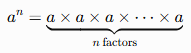 aⁿ = a × a × a × ··· × a
n factors